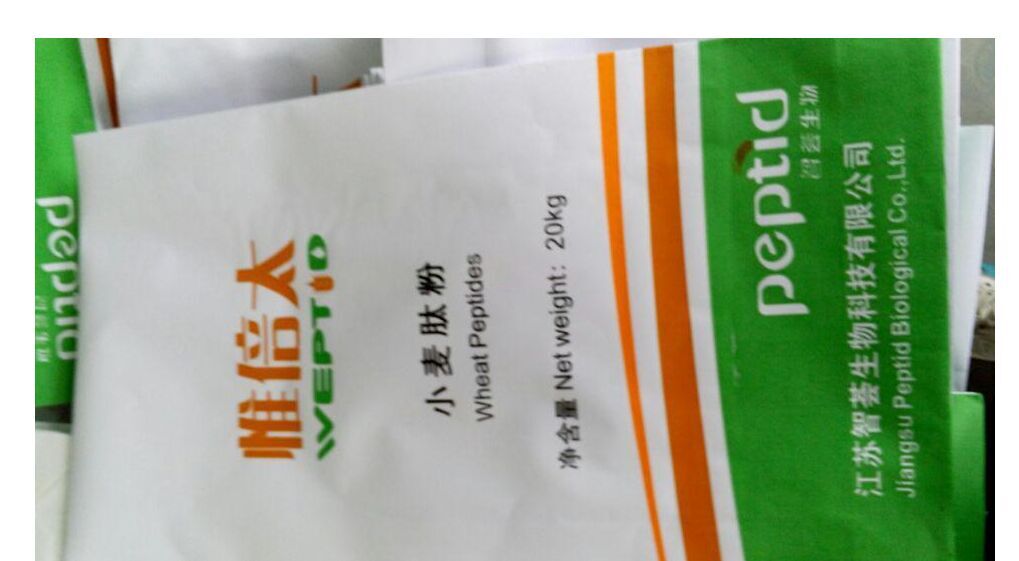 惟倍太
WEPTID
小麦肽粉
Wheat Peptides
净含量 Net weight: 20kg
peptid
智荟生物
江苏智荟生物科技有限公司
Jiangsu Peptid Biological Co.,Ltd.